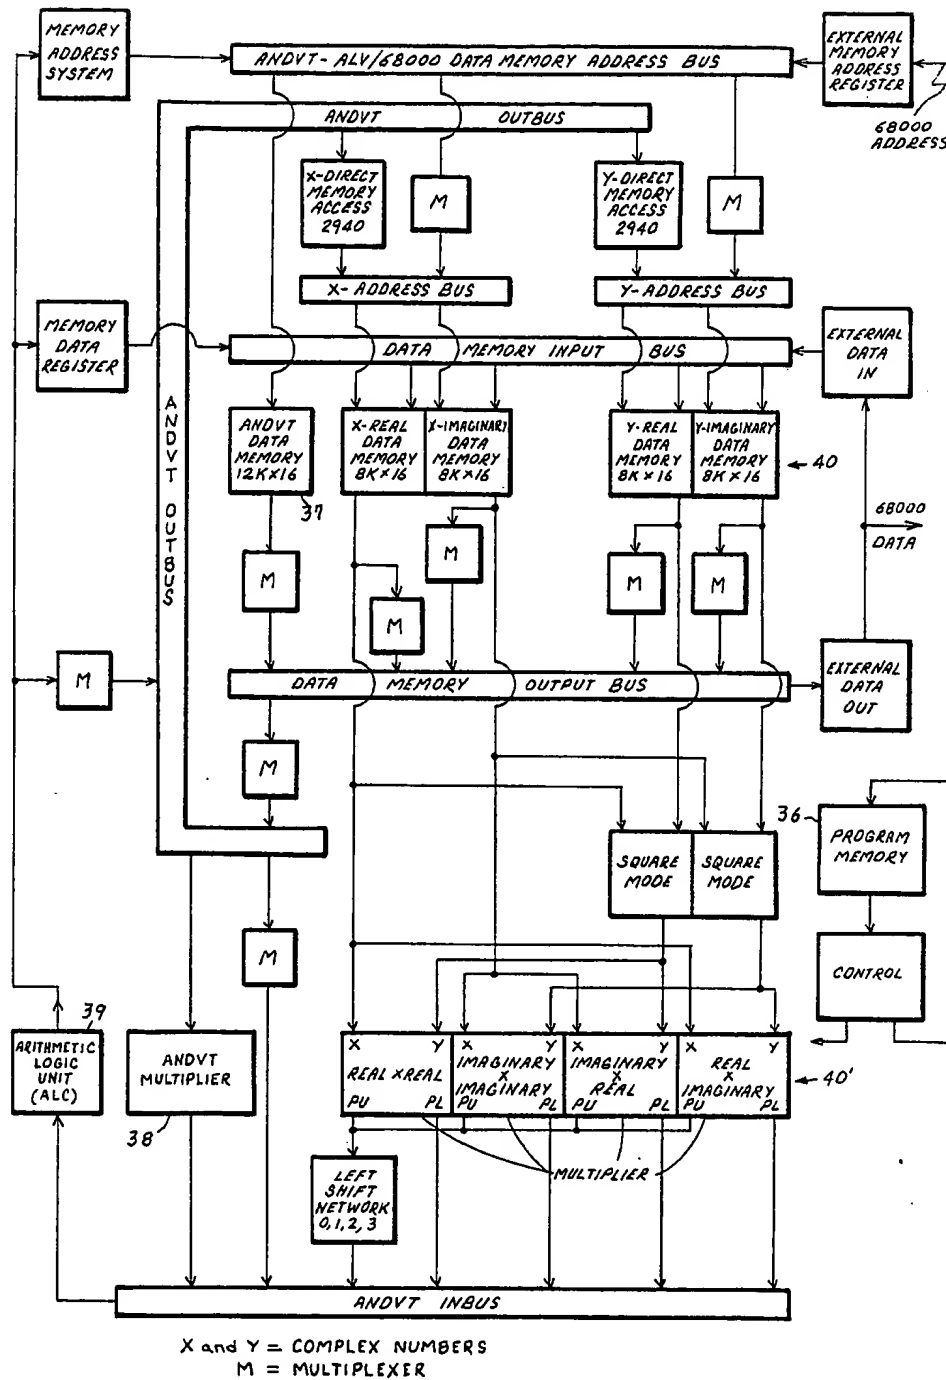 MEMORY
ADDRESS
SYSTEM
ANDVT-ALV/68000 DATA MEMORY ADDRESS BUS
EXTERNAL
MEMORY
ADDRESS
REGISTER
68000
ADDRESS
ANDVT OUTBUS
X-DIRECT
MEMORY
ACCESS
2940
M
Y-DIRECT
MEMORY
ACCESS
2940
M
X-ADDRESS BUS
Y-ADDRESS BUS
MEMORY
DATA
REGISTER
DATA MEMORY INPUT BUS
EXTERNAL
DATA
IN
ANDVT OUTBUS
ANDVT
DATA
MEMORY
12K×16
37
X-REAL
DATA
MEMORY
8K×16
X-IMAGINARY
DATA
MEMORY
8K×16
Y-REAL
DATA
MEMORY
8K×16
Y-IMAGINARY
DATA
MEMORY
8K×16
40
68000
DATA
M
M
M
M
M
M
DATA MEMORY OUTPUT BUS
EXTERNAL
DATA
OUT
M
36
PROGRAM
MEMORY
SQUARE
MODE
SQUARE
MODE
M
CONTROL
39
ARITHMETIC
LOGIC
UNIT
(ALC)
ANDVT
MULTIPLIER
38
X Y
REAL×REAL
PU PL
X Y
IMAGINARY
×
IMAGINARY
PU PL
X Y
IMAGINARY
×
REAL
PU PL
X Y
REAL
×
IMAGINARY
PU PL
40'
MULTIPLIER
LEFT
SHIFT
NETWORK
0,1,2,3
ANDVT INBUS
X and Y = COMPLEX NUMBERS
M = MULTIPLEXER